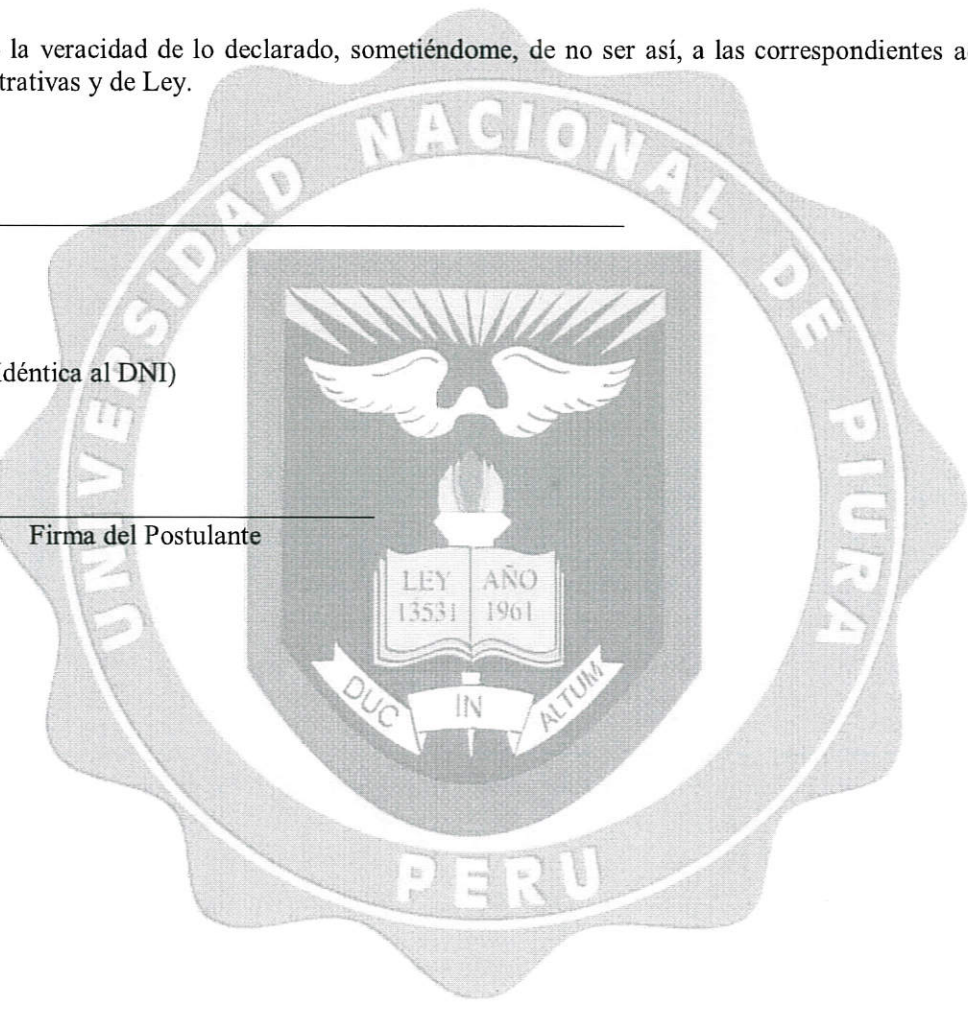 la veracidad de lo declarado, sometiéndome, de no ser así, a las correspondientes
trativas y de Ley.
déntica al DNI)
Firma del Postulante
UNIVERSIDAD NACIONAL DE PIURA
LEY AÑO
13531 1961
DUC IN ALTUM
PERU